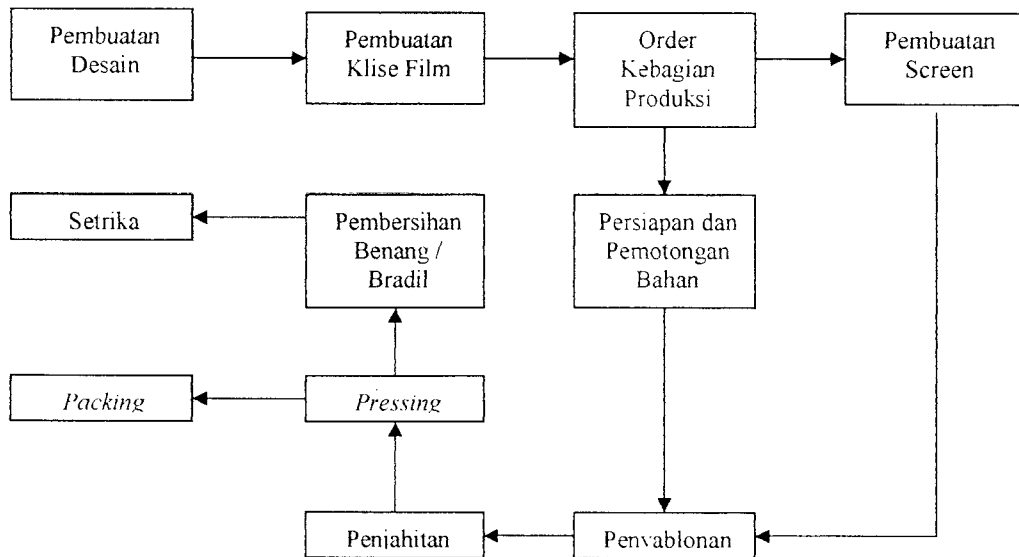 Pembuatan
Desain
Pembuatan
Klise Film
Order
Kebagian
Produksi
Pembuatan
Screen
Setrika
Pembersihan
Benang /
Bradil
Persiapan dan
Pemotongan
Bahan
Packing
Pressing
Penjahitan
Penyablonan